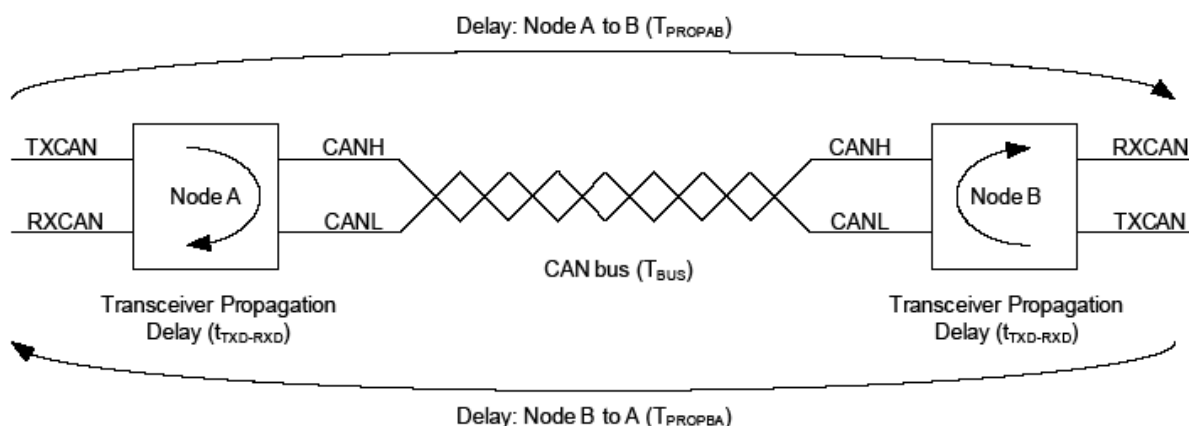 Delay: Node A to B (TPROPAB)
TXCAN
CANH
CANH
RXCAN
Node A
Node B
RXCAN
CANL
CANL
TXCAN
CAN bus (TBUS)
Transceiver Propagation
Delay (tTXD-RXD)
Transceiver Propagation
Delay (tTXD-RXD)
Delay: Node B to A (TPROPBA)